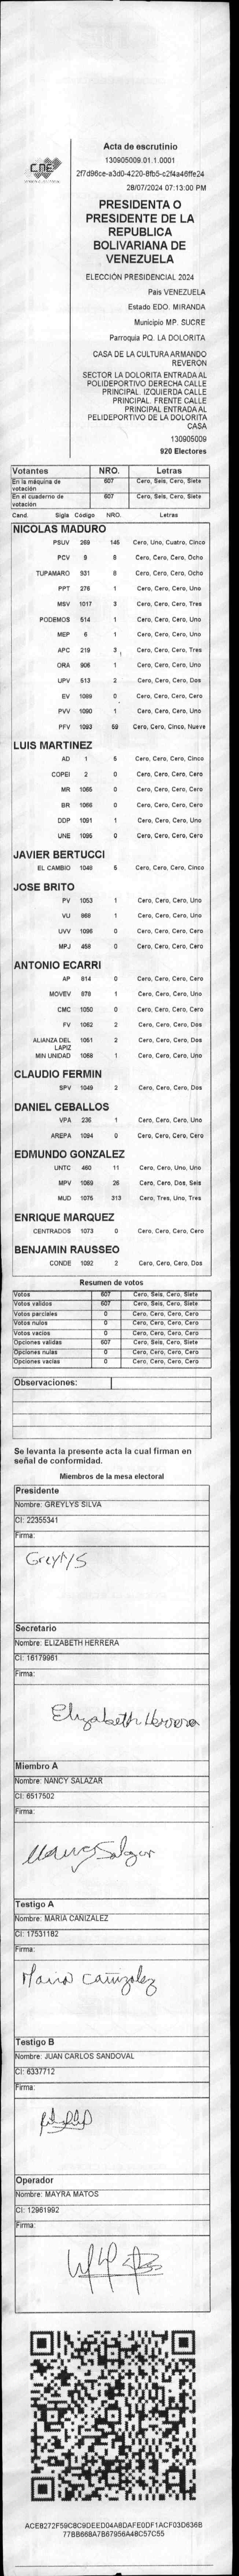 CNE
Acta de escrutinio
130905009.01.1.0001
2f7d96ce-a3d0-4220-8fb5-c2f4a46ffe24
28/07/2024 07:13:00 PM
PRESIDENTA O
PRESIDENTE DE LA
REPUBLICA
BOLIVARIANA DE
VENEZUELA
ELECCIÓN PRESIDENCIAL 2024
Pais VENEZUELA
Estado EDO. MIRANDA
Municipio MP. SUCRE
Parroquia PQ. LA DOLORITA
CASA DE LA CULTURA ARMANDO
REVERON
SECTOR LA DOLORITA ENTRADA AL
POLIDEPORTIVO DERECHA CALLE
PRINCIPAL. IZQUIERDA CALLE
PRINCIPAL. FRENTE CALLE
PRINCIPAL ENTRADA AL
PELIDEPORTIVO DE LA DOLORITA
CASA
130905009
920 Electores
Votantes NRO. Letras
En la máquina de votación 607 Cero, Seis, Cero, Siete
En el cuaderno de votación 607 Cero, Seis, Cero, Siete
Cand. Sigla Código NRO. Letras
NICOLAS MADURO
PSUV 269 145 Cero, Uno, Cuatro, Cinco
PCV 9 8 Cero, Cero, Cero, Ocho
TUPAMARO 931 8 Cero, Cero, Cero, Ocho
PPT 276 1 Cero, Cero, Cero, Uno
MSV 1017 3 Cero, Cero, Cero, Tres
PODEMOS 514 1 Cero, Cero, Cero, Uno
MEP 6 1 Cero, Cero, Cero, Uno
APC 219 3 Cero, Cero, Cero, Tres
ORA 906 1 Cero, Cero, Cero, Uno
UPV 513 2 Cero, Cero, Cero, Dos
EV 1089 0 Cero, Cero, Cero, Cero
PVV 1090 1 Cero, Cero, Cero, Uno
PFV 1093 59 Cero, Cero, Cinco, Nueve
LUIS MARTINEZ
AD 1 5 Cero, Cero, Cero, Cinco
COPEI 2 0 Cero, Cero, Cero, Cero
MR 1065 0 Cero, Cero, Cero, Cero
BR 1066 0 Cero, Cero, Cero, Cero
DDP 1091 1 Cero, Cero, Cero, Uno
UNE 1095 0 Cero, Cero, Cero, Cero
JAVIER BERTUCCI
EL CAMBIO 1048 5 Cero, Cero, Cero, Cinco
JOSE BRITO
PV 1053 1 Cero, Cero, Cero, Uno
VU 868 1 Cero, Cero, Cero, Uno
UVV 1096 0 Cero, Cero, Cero, Cero
MPJ 458 0 Cero, Cero, Cero, Cero
ANTONIO ECARRI
AP 814 0 Cero, Cero, Cero, Cero
MOVEV 678 1 Cero, Cero, Cero, Uno
CMC 1050 0 Cero, Cero, Cero, Cero
FV 1062 2 Cero, Cero, Cero, Dos
ALIANZA DEL LAPIZ 1051 2 Cero, Cero, Cero, Dos
MIN UNIDAD 1068 1 Cero, Cero, Cero, Uno
CLAUDIO FERMIN
SPV 1049 2 Cero, Cero, Cero, Dos
DANIEL CEBALLOS
VPA 235 1 Cero, Cero, Cero, Uno
AREPA 1094 0 Cero, Cero, Cero, Cero
EDMUNDO GONZALEZ
UNTC 460 11 Cero, Cero, Uno, Uno
MPV 1069 26 Cero, Cero, Dos, Seis
MUD 1075 313 Cero, Tres, Uno, Tres
ENRIQUE MARQUEZ
CENTRADOS 1073 0 Cero, Cero, Cero, Cero
BENJAMIN RAUSSEO
CONDE 1092 2 Cero, Cero, Cero, Dos
Resumen de votos
Votos 607 Cero, Seis, Cero, Siete
Votos validos 607 Cero, Seis, Cero, Siete
Votos parciales 0 Cero, Cero, Cero, Cero
Votos nulos 0 Cero, Cero, Cero, Cero
Votos vacios 0 Cero, Cero, Cero, Cero
Opciones validas 607 Cero, Seis, Cero, Siete
Opciones nulas 0 Cero, Cero, Cero, Cero
Opciones vacias 0 Cero, Cero, Cero, Cero
Observaciones:
Se levanta la presente acta la cual firman en
señal de conformidad.
Miembros de la mesa electoral
Presidente
Nombre: GREYLYS SILVA
CI: 22355341
Firma:
Greylys
Secretario
Nombre: ELIZABETH HERRERA
CI: 16179961
Firma:
Elizabeth Herrera
Miembro A
Nombre: NANCY SALAZAR
CI: 6517502
Firma:
Nancy Salazar
Testigo A
Nombre: MARIA CAÑIZALEZ
CI: 17531182
Firma:
Maria Cañizalez
Testigo B
Nombre: JUAN CARLOS SANDOVAL
CI: 6337712
Firma:
Operador
Nombre: MAYRA MATOS
CI: 12961992
Firma:
ACE8272F59C8C9DEED04A8DAFE0DF1ACF03D636B
77BB668A7B67956A48C57C55